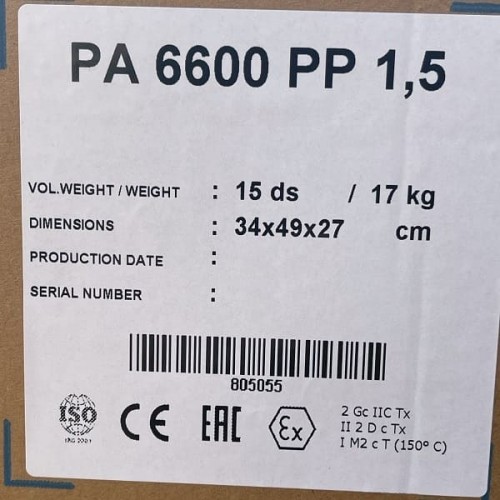 PA 6600 PP 1,5
VOL.WEIGHT / WEIGHT : 15 ds / 17 kg
DIMENSIONS : 34x49x27 cm
PRODUCTION DATE :
SERIAL NUMBER :
805055
ISO CE EAC Ex
2 Gc IIC Tx
II 2 D c Tx
I M2 c T (150º C)